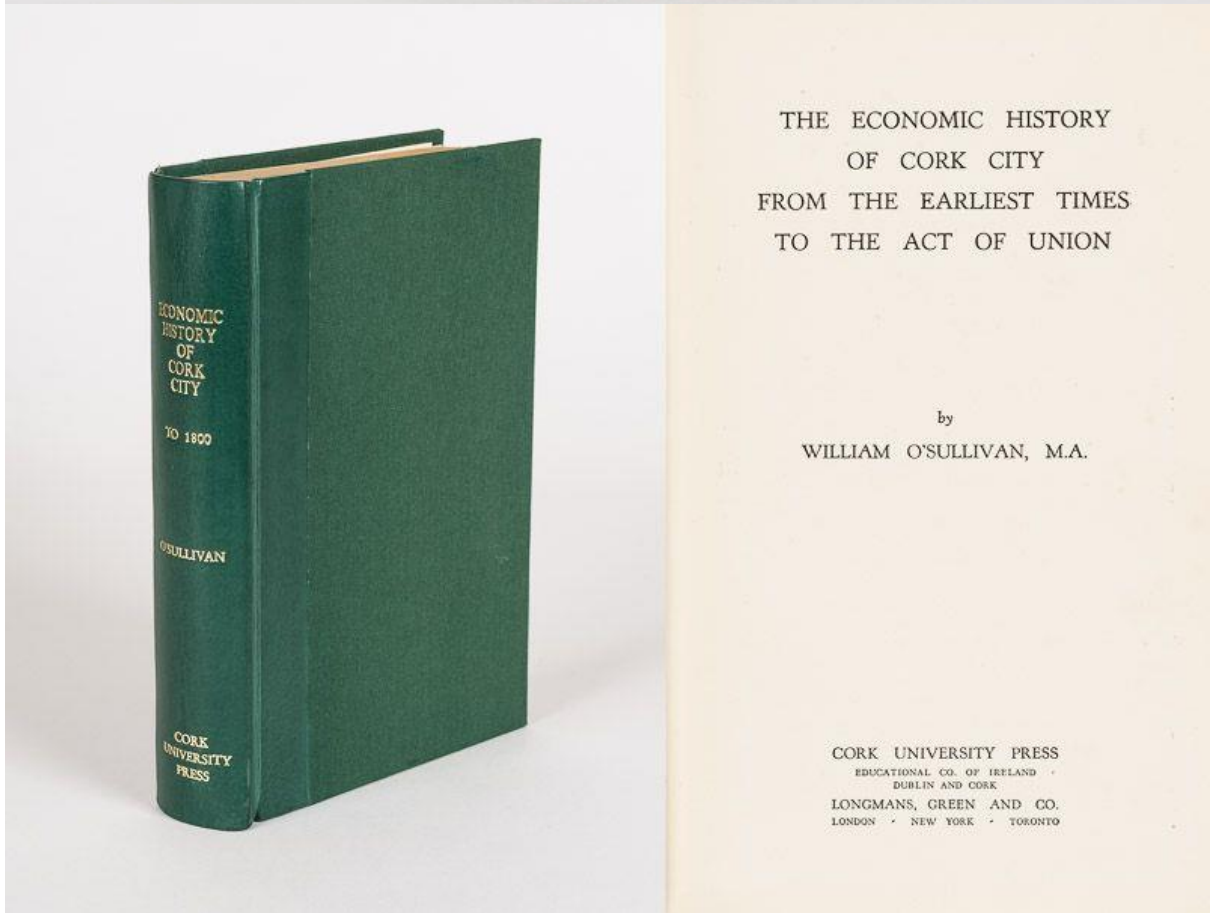 ECONOMIC
HISTORY
OF
CORK
CITY
TO 1800
O'SULLIVAN
CORK
UNIVERSITY
PRESS
THE ECONOMIC HISTORY
OF CORK CITY
FROM THE EARLIEST TIMES
TO THE ACT OF UNION
by
WILLIAM O'SULLIVAN, M.A.
CORK UNIVERSITY PRESS
EDUCATIONAL CO. OF IRELAND
DUBLIN AND CORK
LONGMANS, GREEN AND CO.
LONDON · NEW YORK · TORONTO